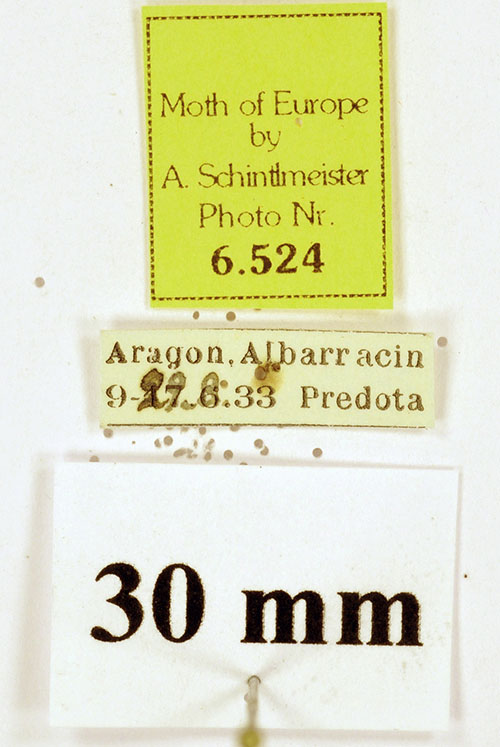 Moth of Europe
by
A. Schintlmeister
Photo Nr.
6.524
Aragon, Albarracin
9-17.6.33 Predota
30 mm